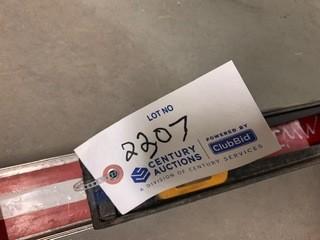 LOT NO
2207
CENTURY
AUCTIONS
A DIVISION OF CENTURY SERVICES
POWERED BY
ClubBid